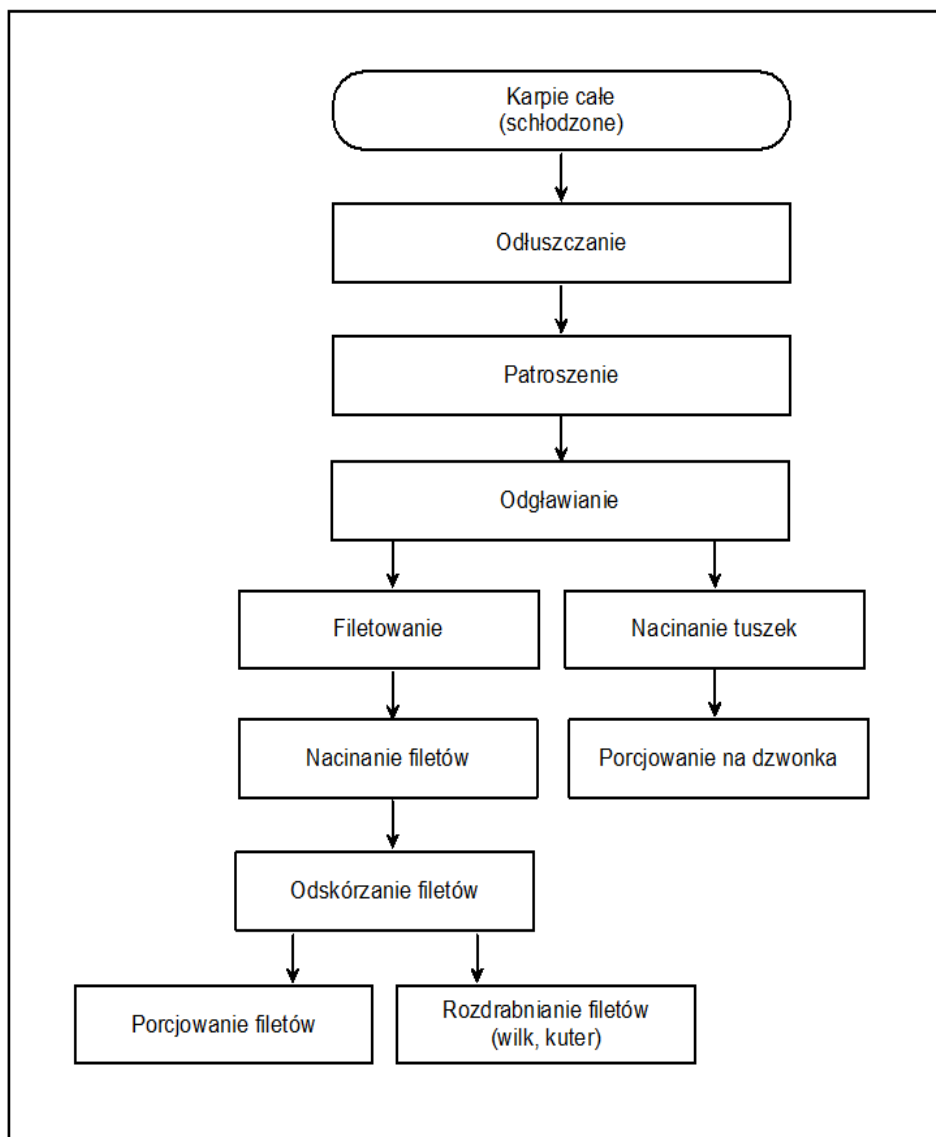 Karpie całe
(schłodzone)
Odłuszczanie
Patroszenie
Odgławianie
Filetowanie
Nacinanie tuszek
Nacinanie filetów
Porcjowanie na dzwonka
Odskórzanie filetów
Porcjowanie filetów
Rozdrabnianie filetów
(wilk, kuter)